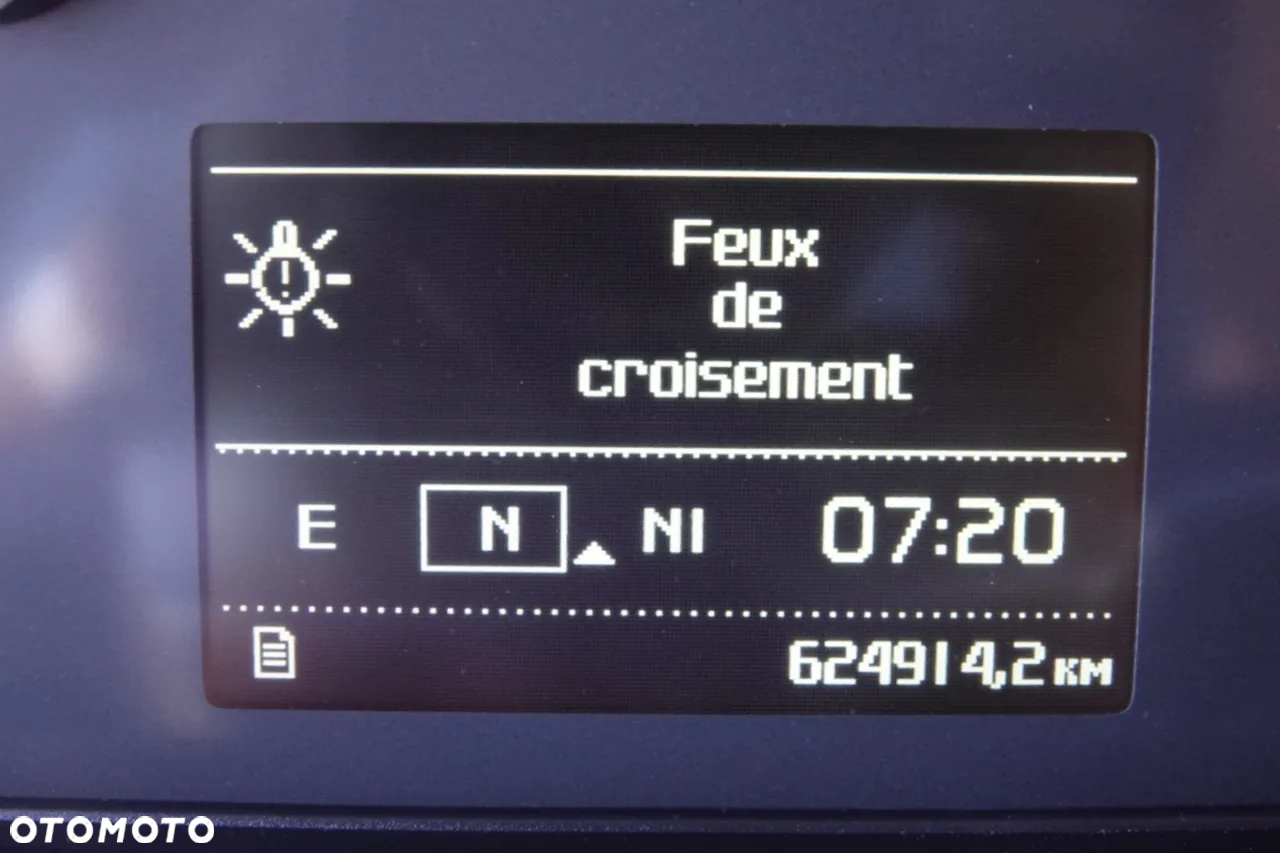 Feux
de
croisement
E N NI 07:20
624914,2 KM
OTOMOTO